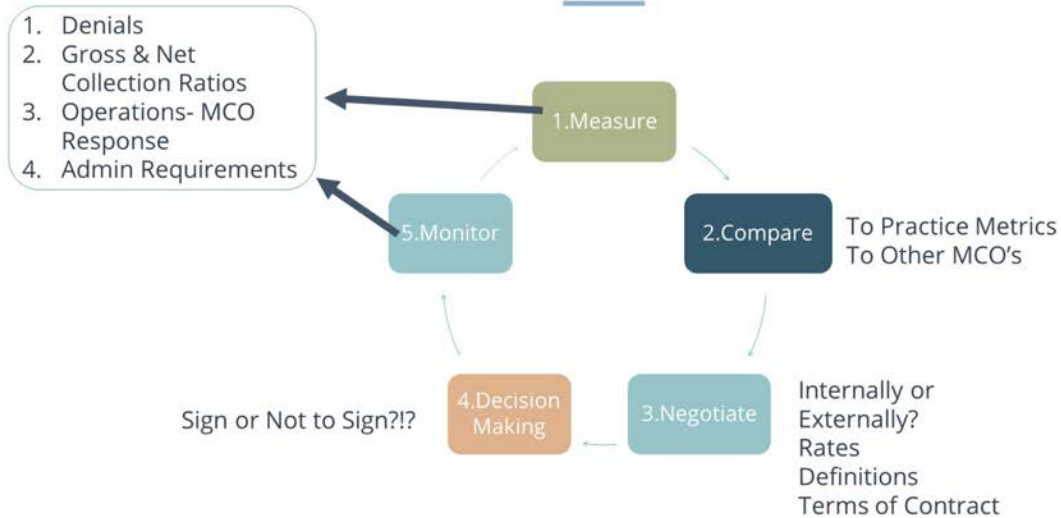 1. Denials
2. Gross & Net
Collection Ratios
3. Operations- MCO
Response
4. Admin Requirements
1.Measure
2.Compare
To Practice Metrics
To Other MCO's
3.Negotiate
Internally or
Externally?
Rates
Definitions
Terms of Contract
4.Decision
Making
Sign or Not to Sign?!?
5.Monitor